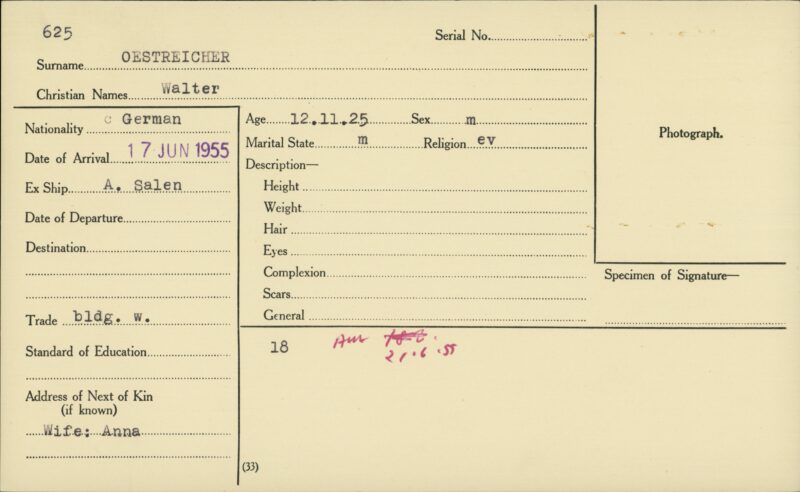 625
Serial No.
Surname OESTREICHER
Christian Names Walter
Nationality German
Date of Arrival 17 JUN 1955
Ex Ship A. Salen
Date of Departure
Destination
Trade bldg. w.
Standard of Education
Address of Next of Kin
(if known)
Wife: Anna
Age 12.11.25 Sex m
Marital State m Religion ev
Description—
Height
Weight
Hair
Eyes
Complexion
Scars
General
18
21.6.55
(33)
Photograph.
Specimen of Signature—